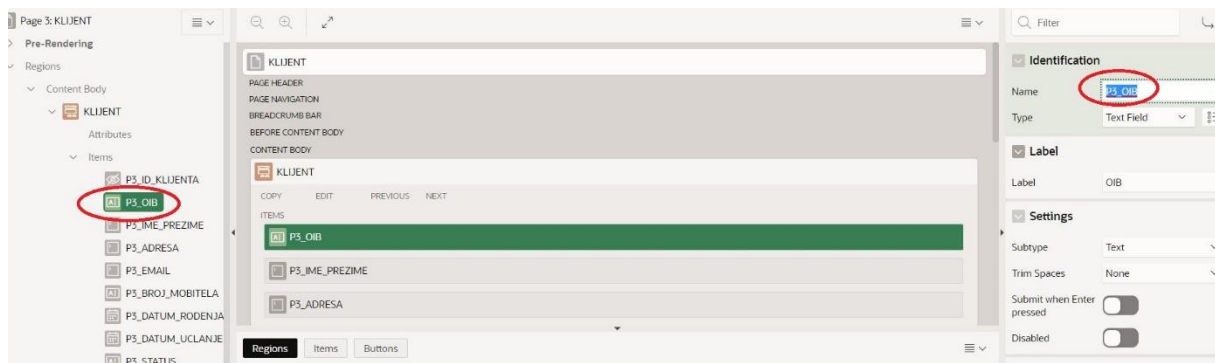 Page 3: KLIJENT
Pre-Rendering
Regions
Content Body
KLIJENT
Attributes
Items
P3_ID_KLIJENTA
P3_OIB
P3_IME_PREZIME
P3_ADRESA
P3_EMAIL
P3_BROJ_MOBITELA
P3_DATUM_RODENJA
P3_DATUM_UCLANJE
P3_STATUS
KLIJENT
PAGE HEADER
PAGE NAVIGATION
BREADCRUMB BAR
BEFORE CONTENT BODY
CONTENT BODY
KLIJENT
COPY EDIT PREVIOUS NEXT
ITEMS
P3_OIB
P3_IME_PREZIME
P3_ADRESA
Regions Items Buttons
Filter
Identification
Name P3_OIB
Type Text Field
Label
Label OIB
Settings
Subtype Text
Trim Spaces None
Submit when Enter
pressed
Disabled